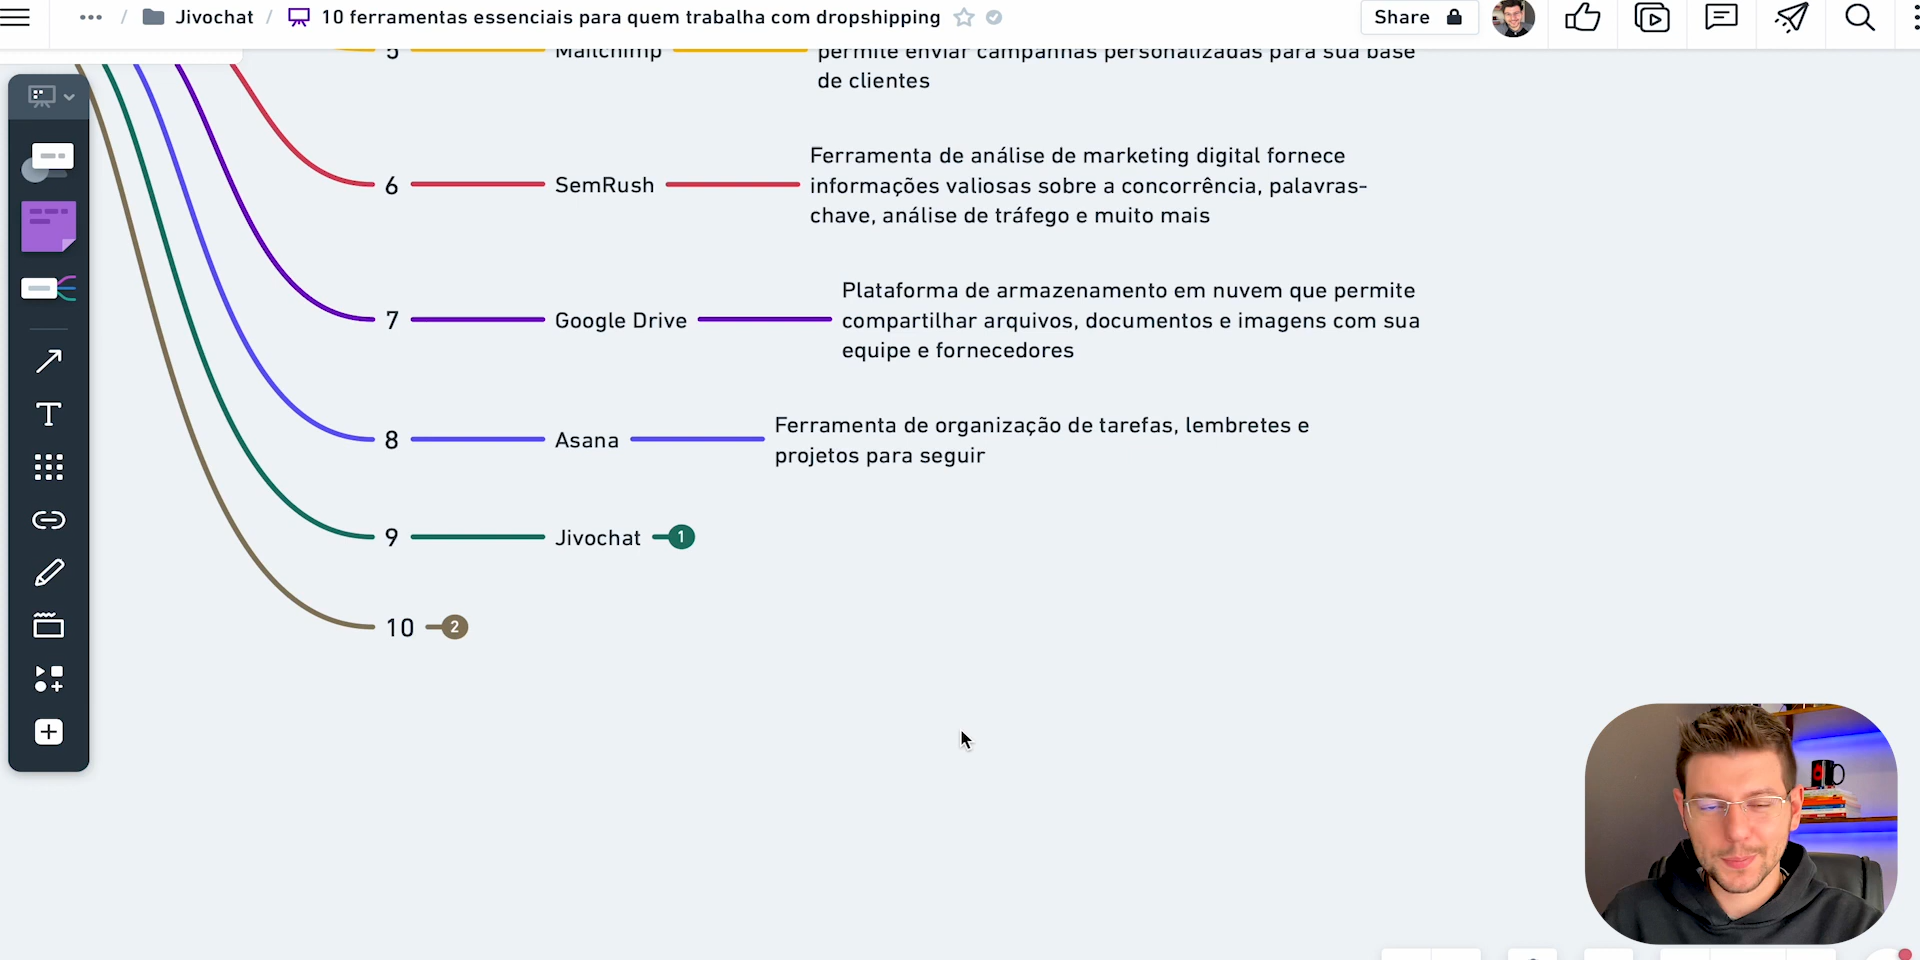 Jivochat / 10 ferramentas essenciais para quem trabalha com dropshipping
Share
5 Mailchimp
permite enviar campanhas personalizadas para sua base
de clientes
6 SemRush
Ferramenta de análise de marketing digital fornece
informações valiosas sobre a concorrência, palavras-
chave, análise de tráfego e muito mais
7 Google Drive
Plataforma de armazenamento em nuvem que permite
compartilhar arquivos, documentos e imagens com sua
equipe e fornecedores
8 Asana
Ferramenta de organização de tarefas, lembretes e
projetos para seguir
9 Jivochat 1
10 2